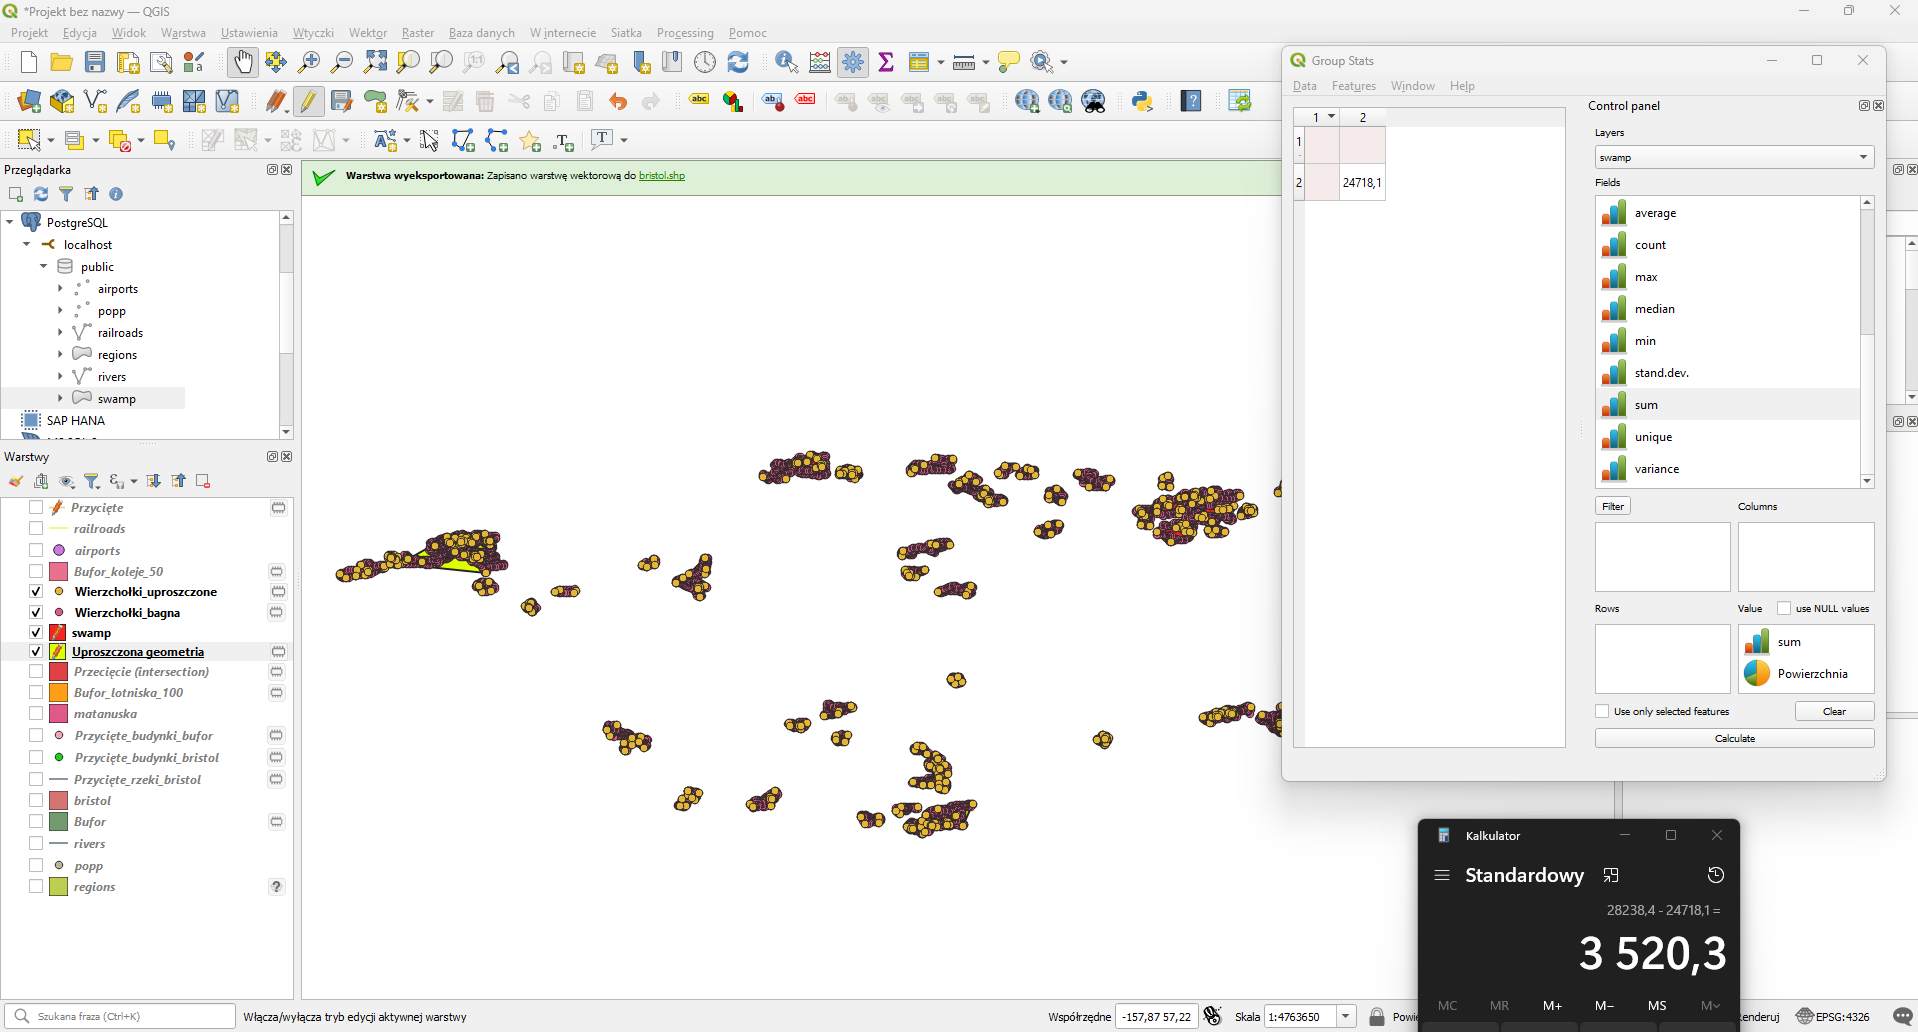 *Projekt bez nazwy — QGIS
Projekt Edycja Widok Warstwa Ustawienia Wtyczki Wektor Raster Baza danych W internecie Siatka Processing Pomoc
Przeglądarka
PostgreSQL
localhost
public
airports
popp
railroads
regions
rivers
swamp
SAP HANA
Warstwy
Przycięte
railroads
airports
Bufor_koleje_50
Wierzchołki_uproszczone
Wierzchołki_bagna
swamp
Uproszczona geometria
Przecięcie (intersection)
Bufor_lotniska_100
matanuska
Przycięte_budynki_bufor
Przycięte_budynki_bristol
Przycięte_rzeki_bristol
bristol
Bufor
rivers
popp
regions
Warstwa wyeksportowana: Zapisano warstwę wektorową do bristol.shp
Group Stats
Data Features Window Help
1 2
1
2 24718,1
Control panel
Layers
swamp
Fields
average
count
max
median
min
stand.dev.
sum
unique
variance
Filter Columns
Rows Value use NULL values
sum
Powierzchnia
Use only selected features Clear
Calculate
Kalkulator
Standardowy
28238,4 - 24718,1 =
3 520,3
MC MR M+ M− MS M
Szukana fraza (Ctrl+K) Włącza/wyłącza tryb edycji aktywnej warstwy Współrzędne -157,87 57,22 Skala 1:4763650 Powie enderuj EPSG:4326